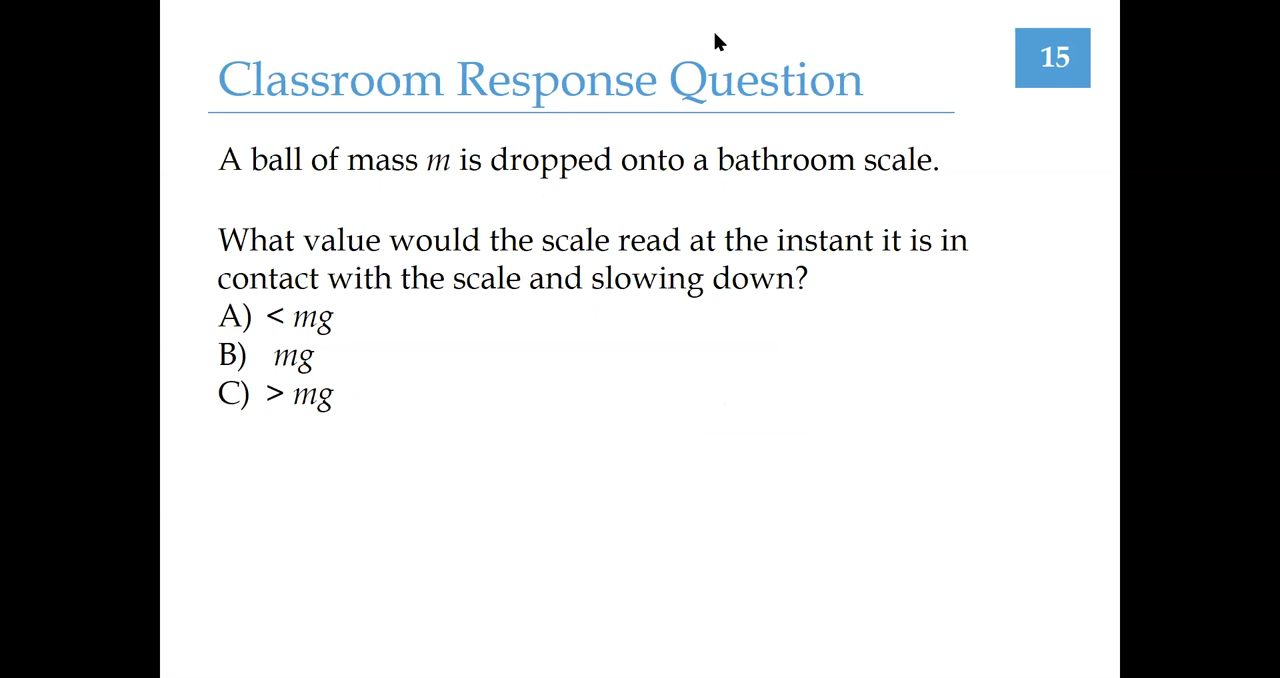 15
Classroom Response Question
A ball of mass m is dropped onto a bathroom scale.
What value would the scale read at the instant it is in
contact with the scale and slowing down?
A) < mg
B) mg
C) > mg